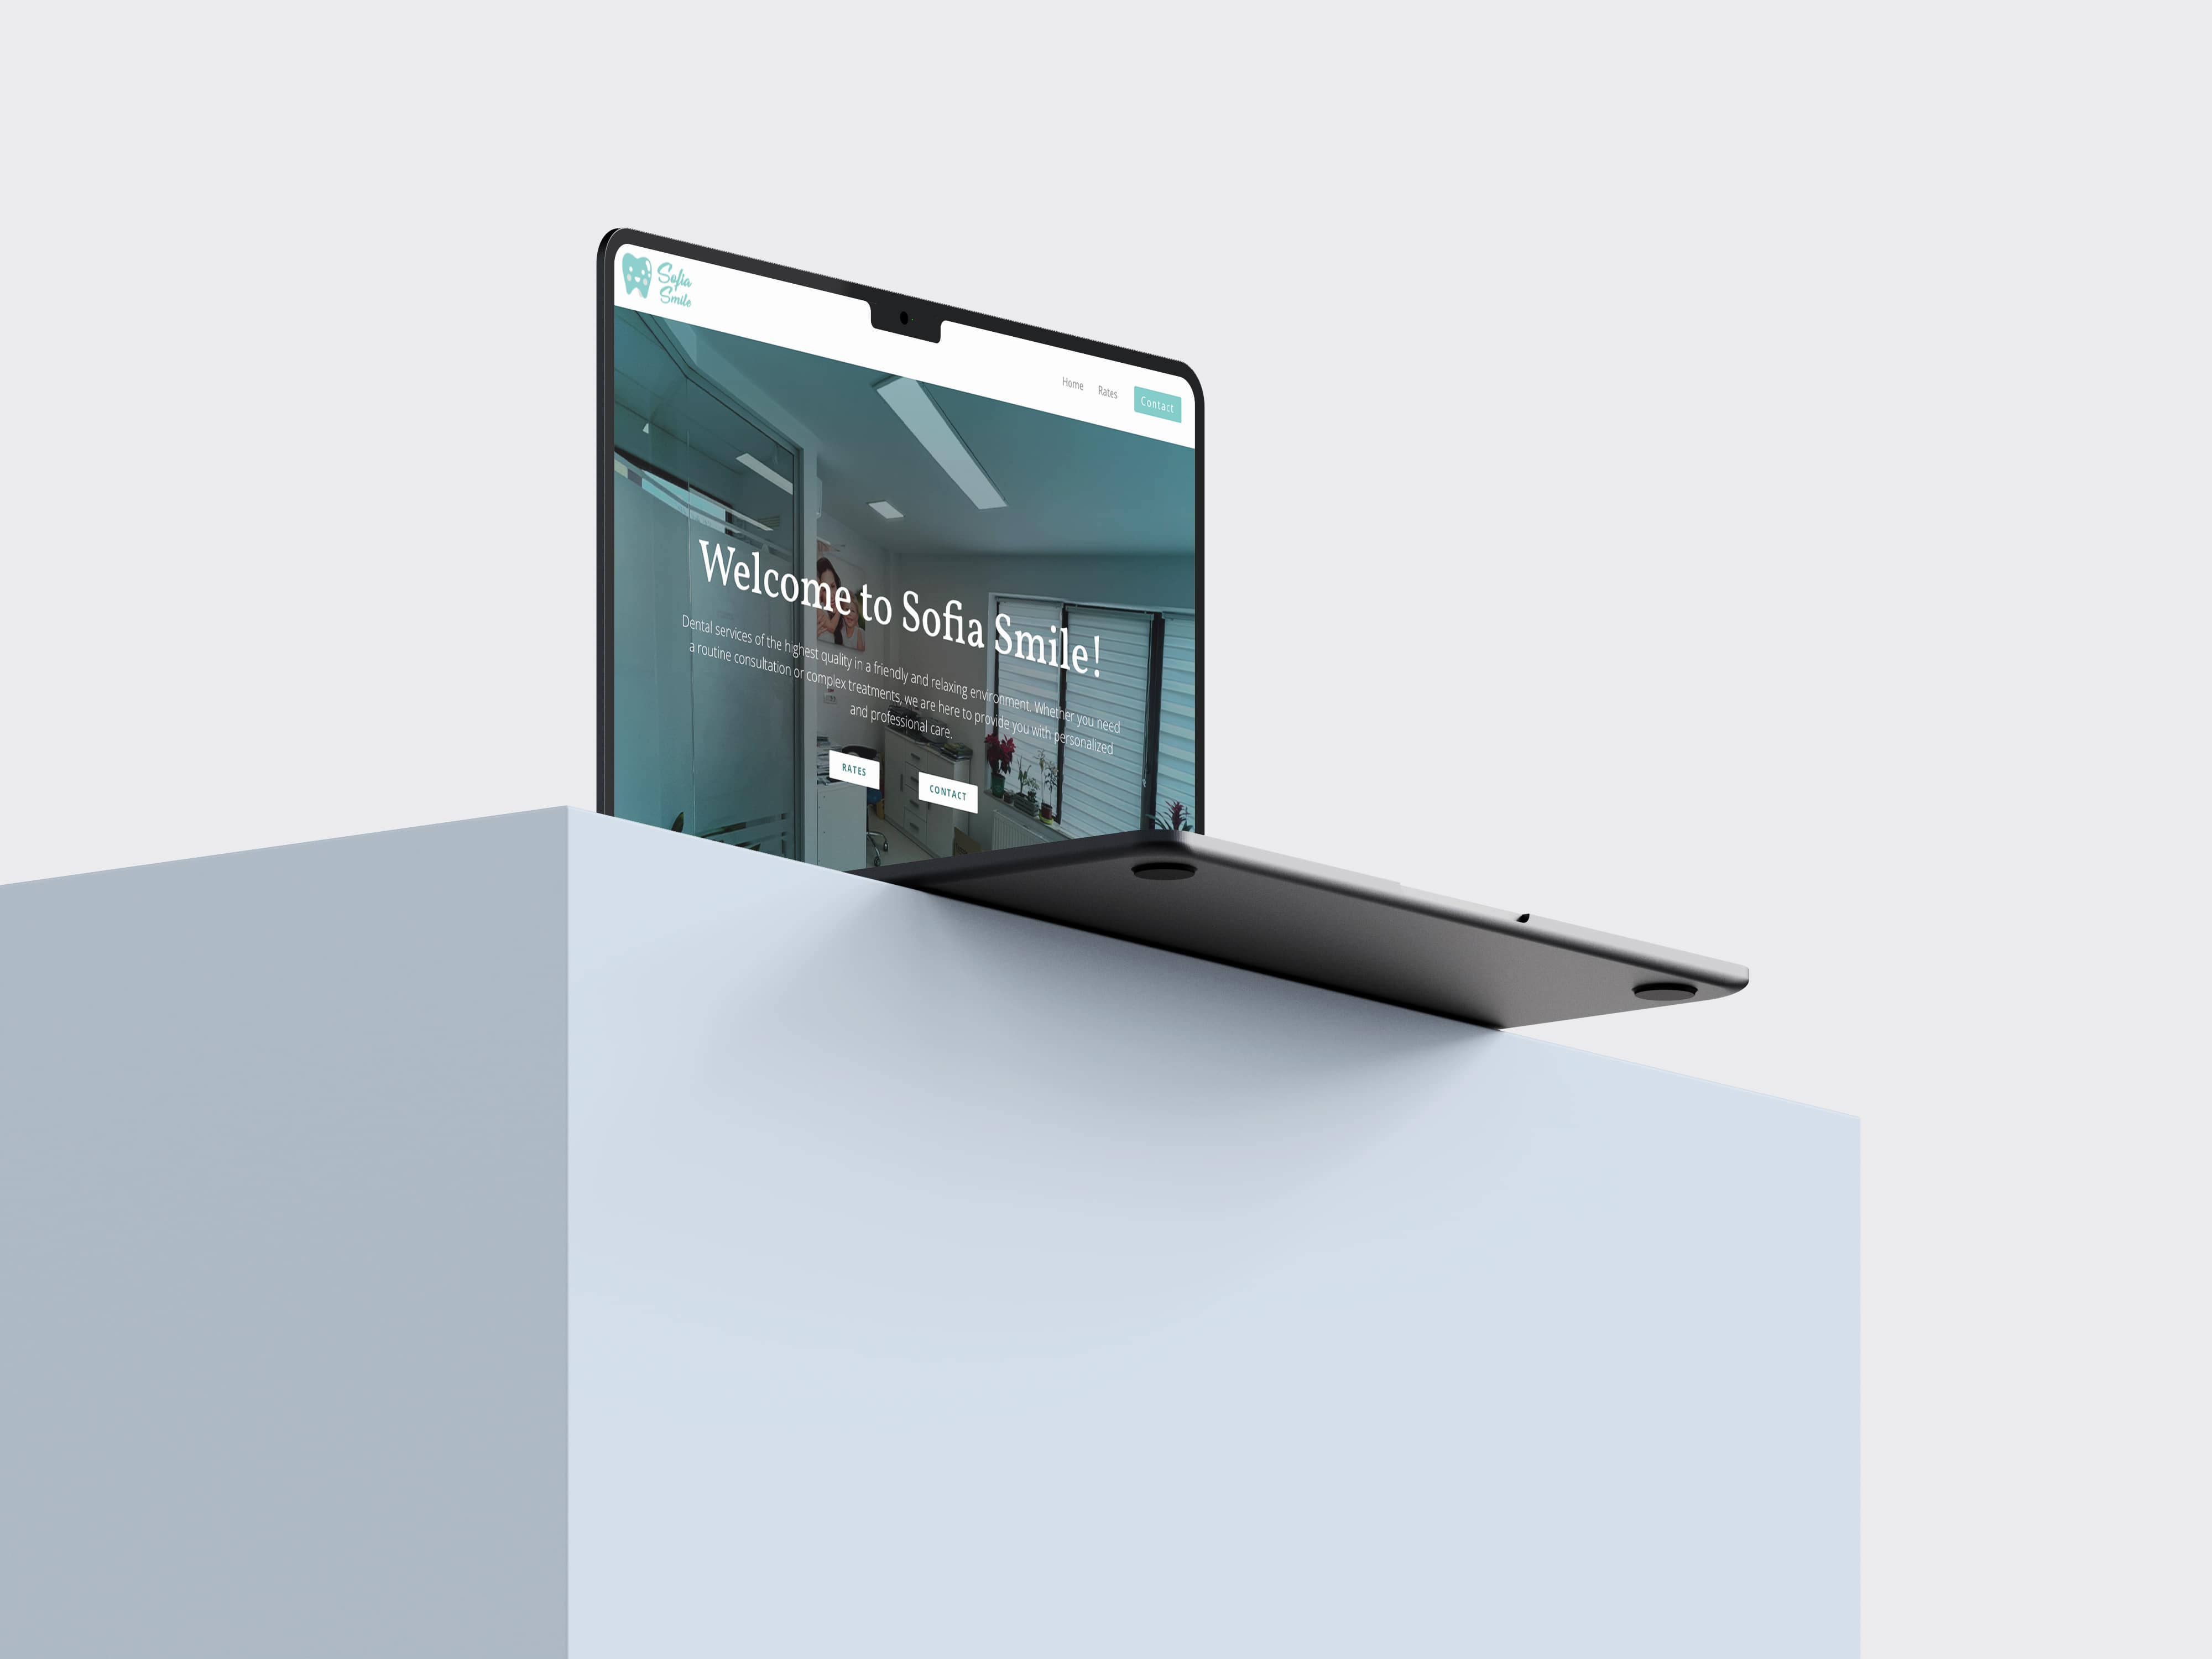 Sofia
Smile
Home Rates Contact
Welcome to Sofia Smile!
Dental services of the highest quality in a friendly and relaxing environment. Whether you need
a routine consultation or complex treatments, we are here to provide you with personalized
and professional care.
RATES CONTACT